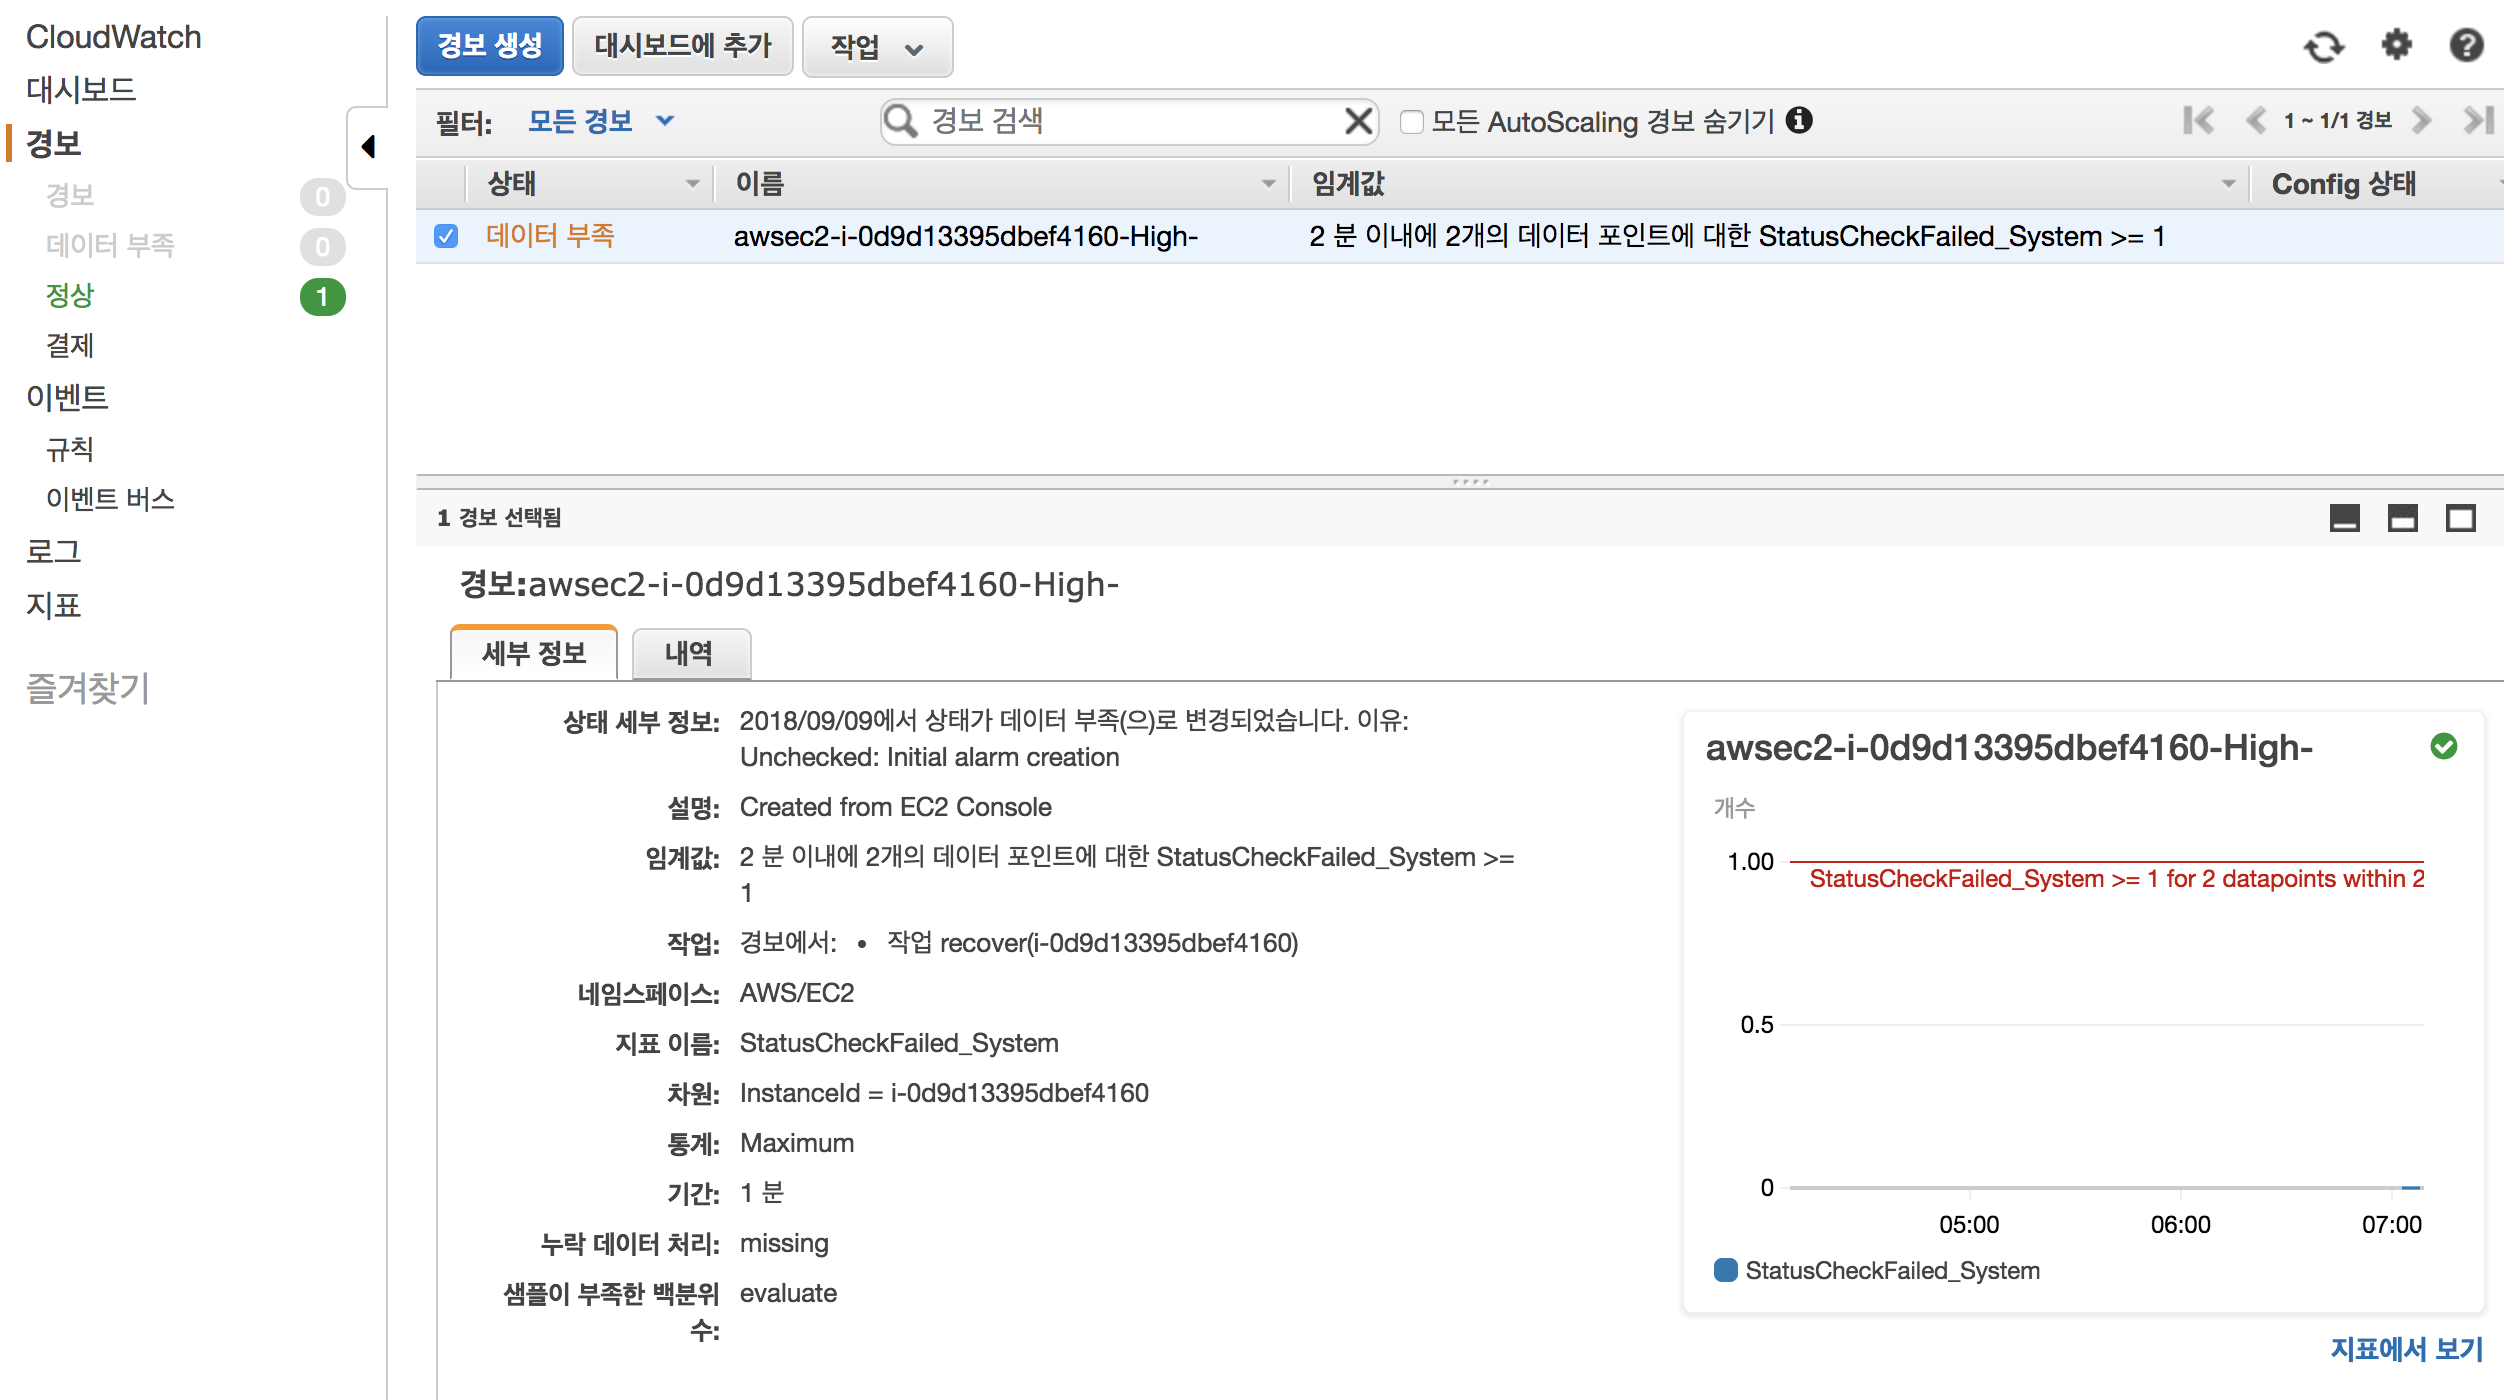 CloudWatch
대시보드
경보
경보 0
데이터 부족 0
정상 1
결제
이벤트
규칙
이벤트 버스
로그
지표
즐겨찾기
경보 생성 대시보드에 추가 작업
필터: 모든 경보 경보 검색 모든 AutoScaling 경보 숨기기 1 ~ 1/1 경보
상태 이름 임계값 Config 상태
데이터 부족 awsec2-i-0d9d13395dbef4160-High- 2 분 이내에 2개의 데이터 포인트에 대한 StatusCheckFailed_System >= 1
1 경보 선택됨
경보:awsec2-i-0d9d13395dbef4160-High-
세부 정보 내역
상태 세부 정보: 2018/09/09에서 상태가 데이터 부족(으)로 변경되었습니다. 이유:
Unchecked: Initial alarm creation
설명: Created from EC2 Console
임계값: 2 분 이내에 2개의 데이터 포인트에 대한 StatusCheckFailed_System >=
1
작업: 경보에서: • 작업 recover(i-0d9d13395dbef4160)
네임스페이스: AWS/EC2
지표 이름: StatusCheckFailed_System
차원: InstanceId = i-0d9d13395dbef4160
통계: Maximum
기간: 1 분
누락 데이터 처리: missing
샘플이 부족한 백분위 evaluate
수:
awsec2-i-0d9d13395dbef4160-High-
개수
1.00
StatusCheckFailed_System >= 1 for 2 datapoints within 2
0.5
0
05:00 06:00 07:00
StatusCheckFailed_System
지표에서 보기